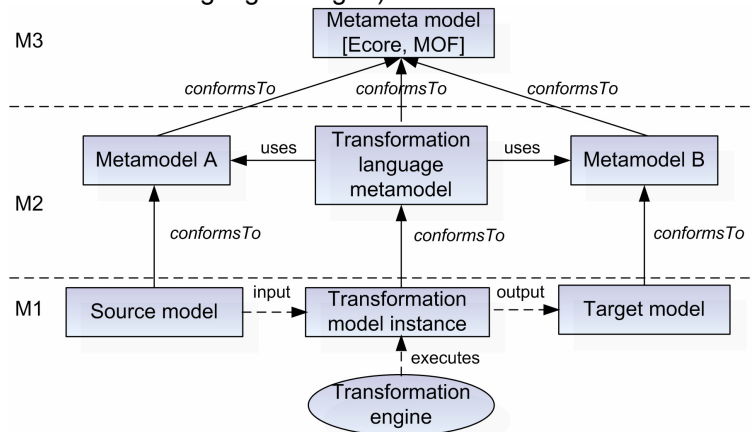 Metameta model
[Ecore, MOF]
M3
conformsTo
conformsTo
conformsTo
Metamodel A
uses
Transformation
language
metamodel
uses
Metamodel B
M2
conformsTo
conformsTo
conformsTo
M1
Source model
input
Transformation
model instance
output
Target model
executes
Transformation
engine